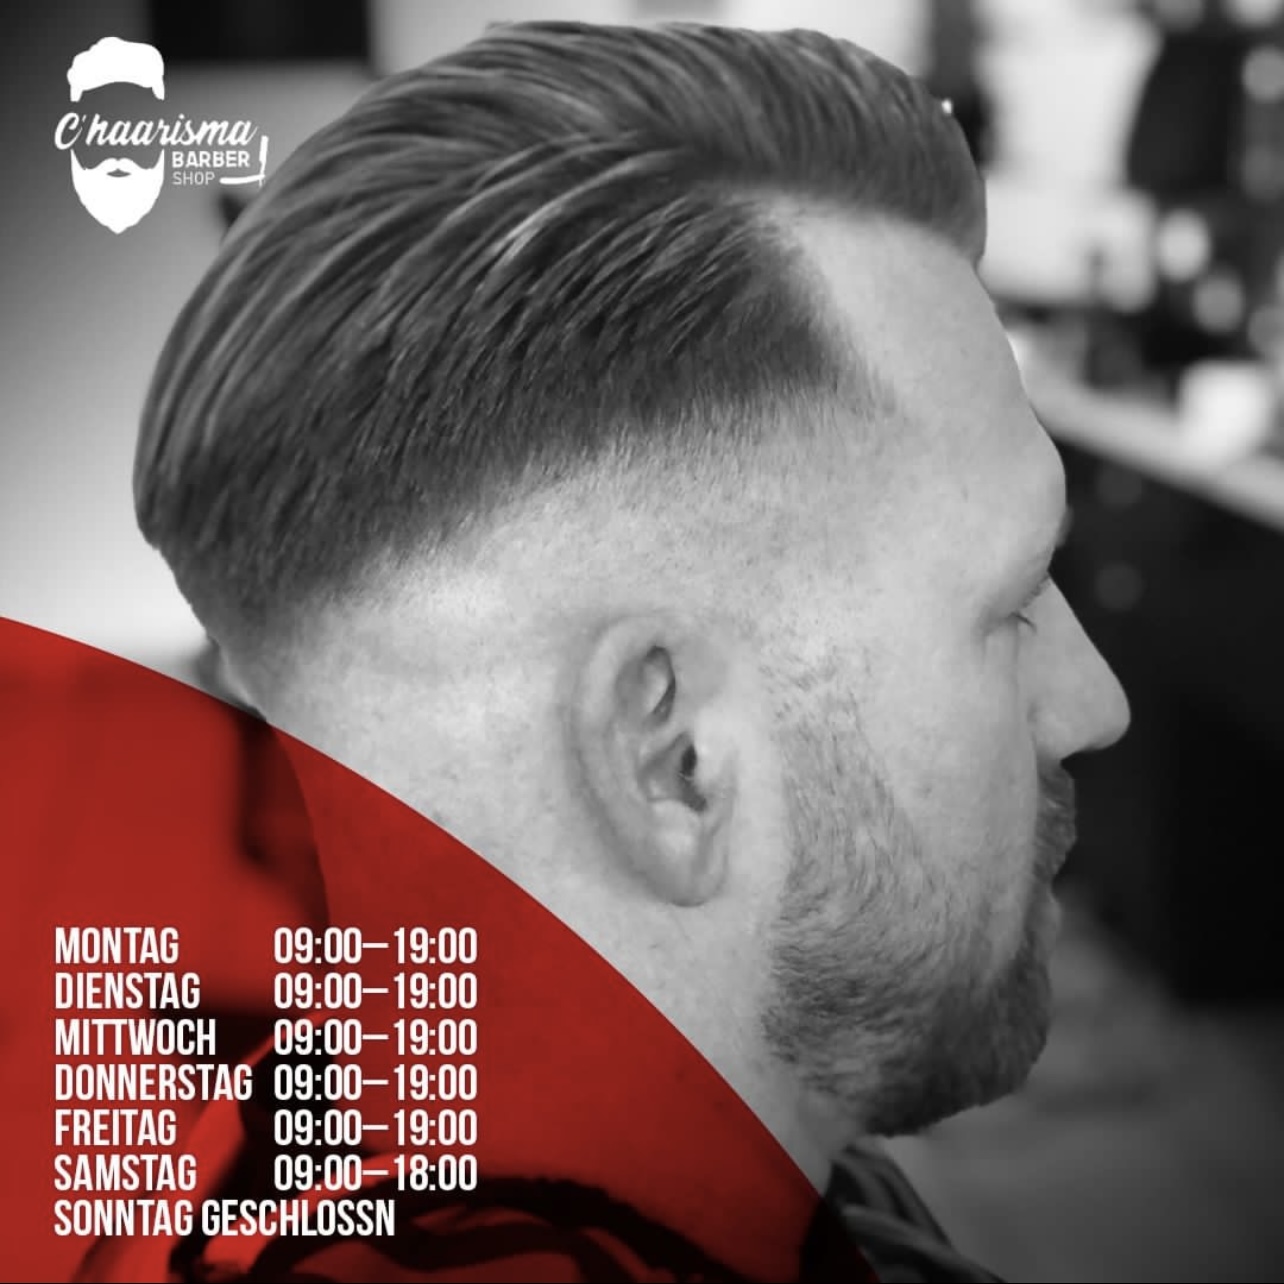 C'haarisma
BARBER
SHOP
MONTAG 09:00–19:00
DIENSTAG 09:00–19:00
MITTWOCH 09:00–19:00
DONNERSTAG 09:00–19:00
FREITAG 09:00–19:00
SAMSTAG 09:00–18:00
SONNTAG GESCHLOSSN